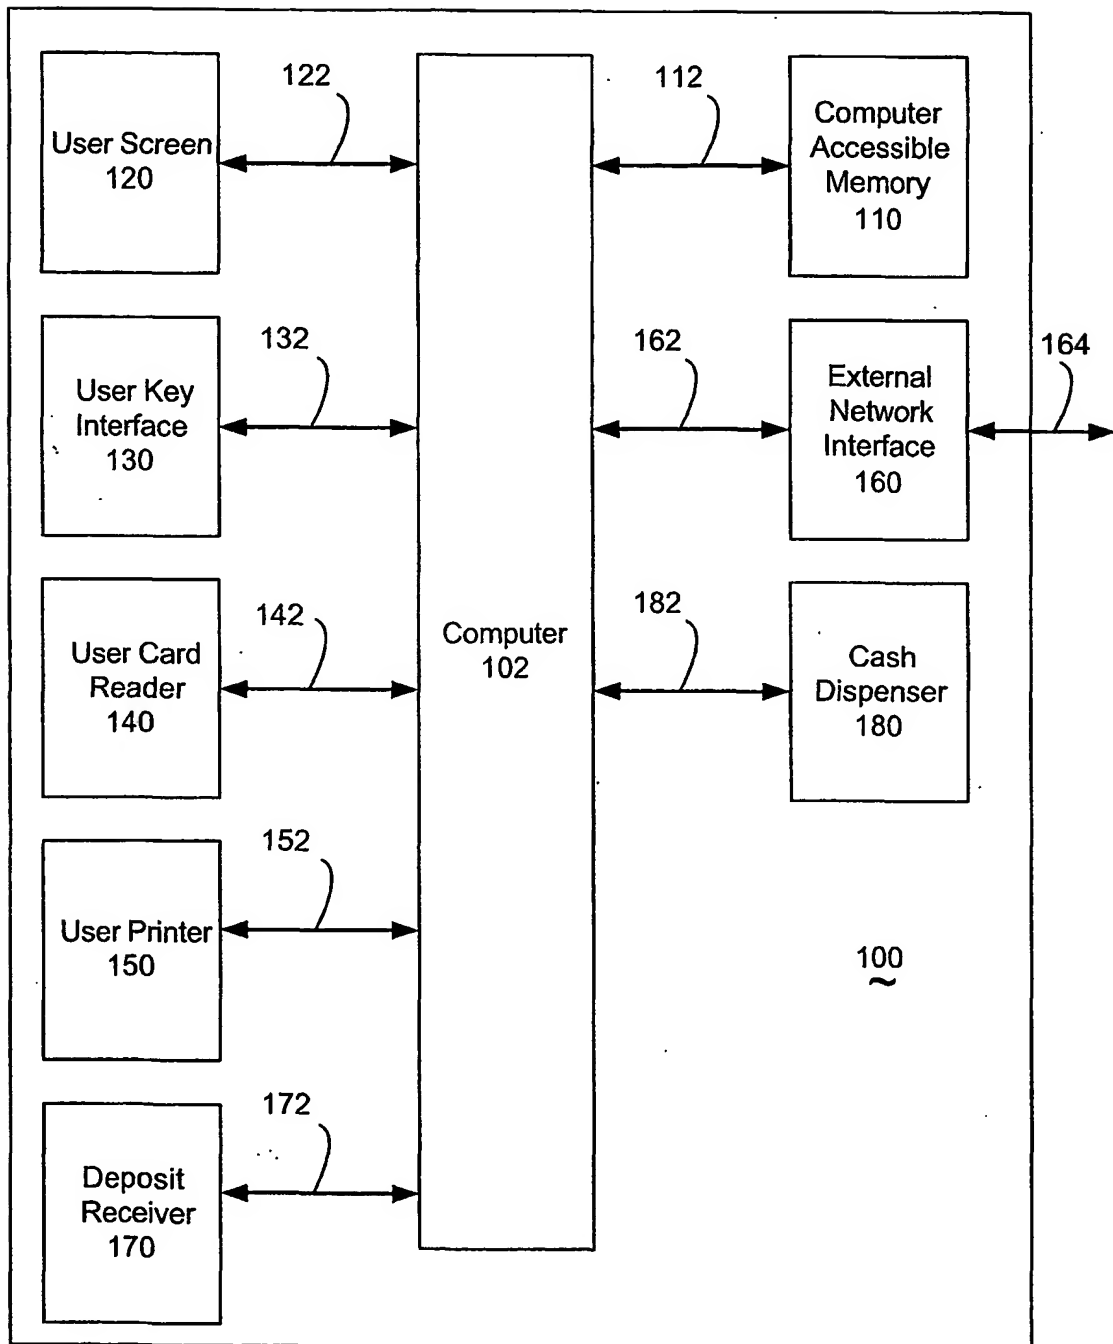 122
112
User Screen
120
Computer
Accessible
Memory
110
132
162
164
User Key
Interface
130
External
Network
Interface
160
142
182
User Card
Reader
140
Computer
102
Cash
Dispenser
180
152
User Printer
150
100
172
Deposit
Receiver
170